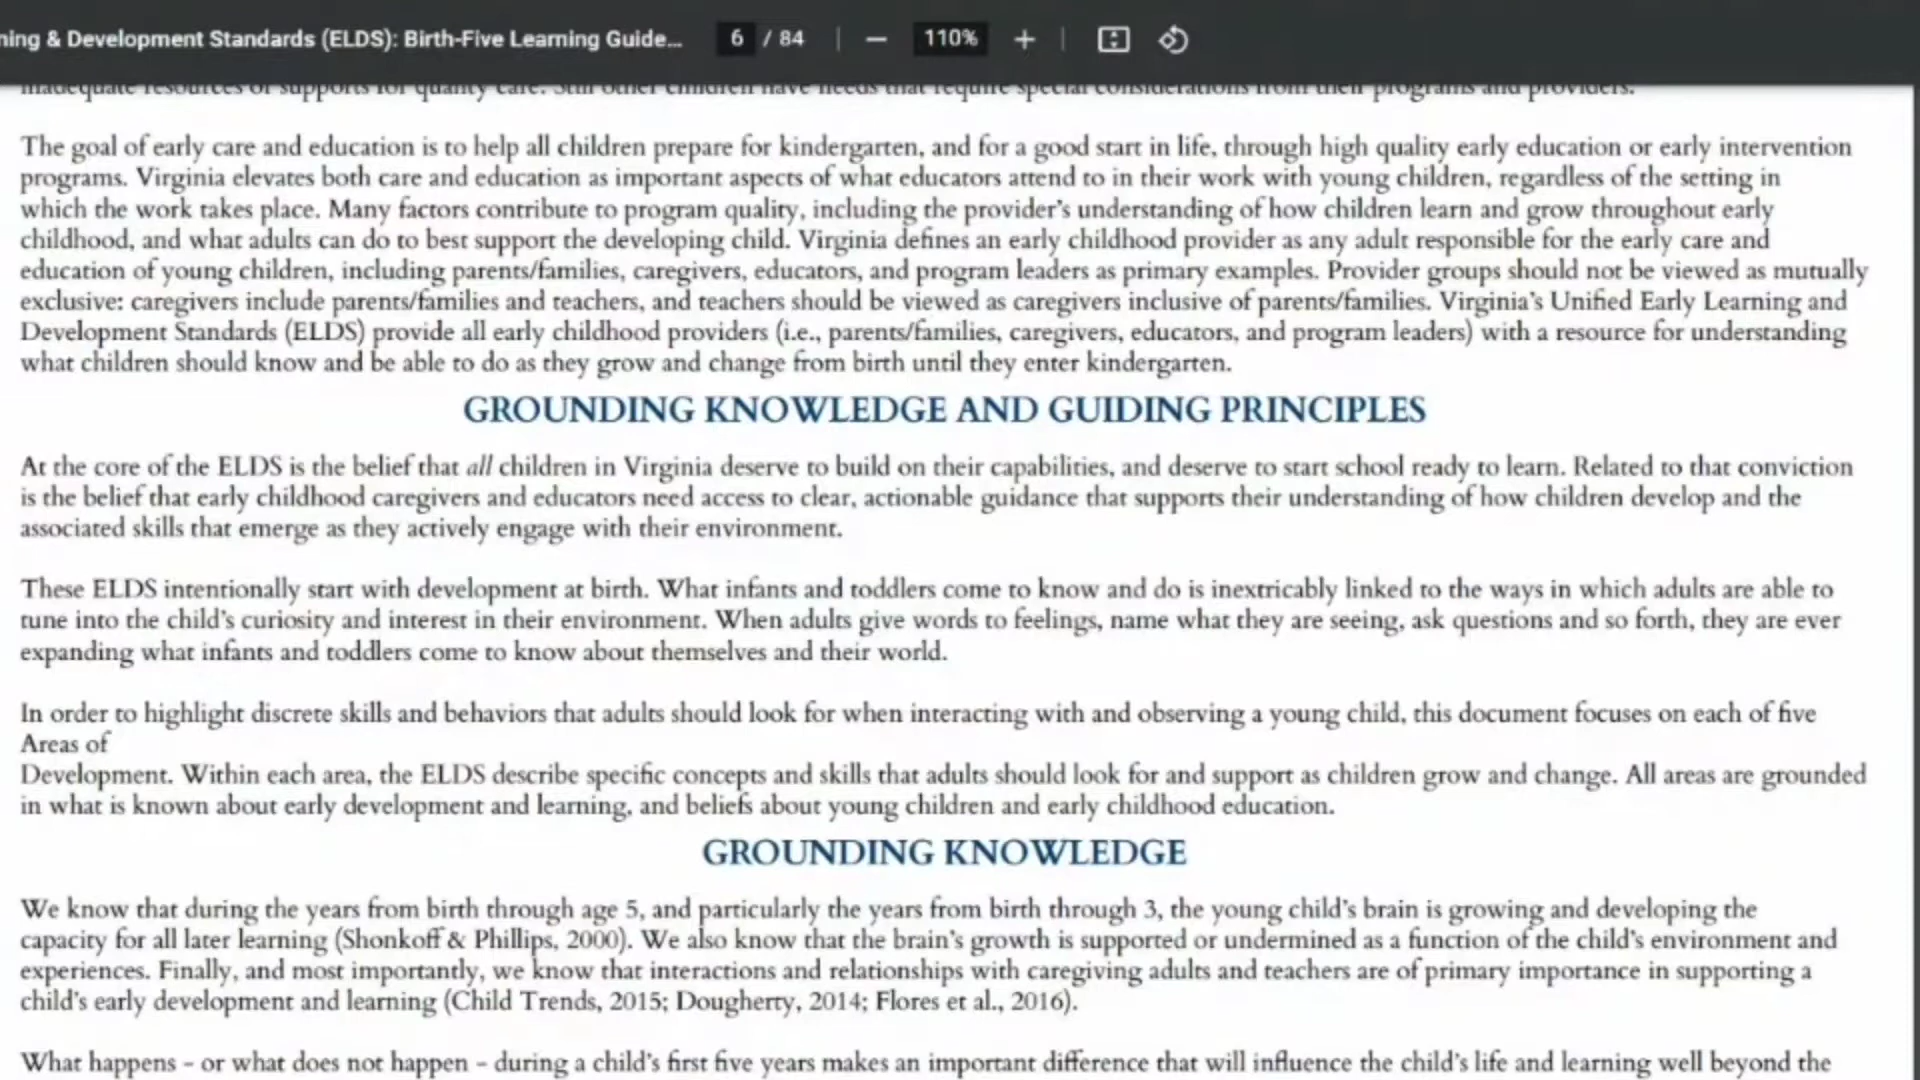 ning & Development Standards (ELDS): Birth-Five Learning Guide...
6 / 84
110%
inadequate resources or supports for quality care. Still other children have needs that require special considerations from their programs and providers.
The goal of early care and education is to help all children prepare for kindergarten, and for a good start in life, through high quality early education or early intervention
programs. Virginia elevates both care and education as important aspects of what educators attend to in their work with young children, regardless of the setting in
which the work takes place. Many factors contribute to program quality, including the provider's understanding of how children learn and grow throughout early
childhood, and what adults can do to best support the developing child. Virginia defines an early childhood provider as any adult responsible for the early care and
education of young children, including parents/families, caregivers, educators, and program leaders as primary examples. Provider groups should not be viewed as mutually
exclusive: caregivers include parents/families and teachers, and teachers should be viewed as caregivers inclusive of parents/families. Virginia's Unified Early Learning and
Development Standards (ELDS) provide all early childhood providers (i.e., parents/families, caregivers, educators, and program leaders) with a resource for understanding
what children should know and be able to do as they grow and change from birth until they enter kindergarten.
GROUNDING KNOWLEDGE AND GUIDING PRINCIPLES
At the core of the ELDS is the belief that all children in Virginia deserve to build on their capabilities, and deserve to start school ready to learn. Related to that conviction
is the belief that early childhood caregivers and educators need access to clear, actionable guidance that supports their understanding of how children develop and the
associated skills that emerge as they actively engage with their environment.
These ELDS intentionally start with development at birth. What infants and toddlers come to know and do is inextricably linked to the ways in which adults are able to
tune into the child's curiosity and interest in their environment. When adults give words to feelings, name what they are seeing, ask questions and so forth, they are ever
expanding what infants and toddlers come to know about themselves and their world.
In order to highlight discrete skills and behaviors that adults should look for when interacting with and observing a young child, this document focuses on each of five
Areas of
Development. Within each area, the ELDS describe specific concepts and skills that adults should look for and support as children grow and change. All areas are grounded
in what is known about early development and learning, and beliefs about young children and early childhood education.
GROUNDING KNOWLEDGE
We know that during the years from birth through age 5, and particularly the years from birth through 3, the young child's brain is growing and developing the
capacity for all later learning (Shonkoff & Phillips, 2000). We also know that the brain's growth is supported or undermined as a function of the child's environment and
experiences. Finally, and most importantly, we know that interactions and relationships with caregiving adults and teachers are of primary importance in supporting a
child's early development and learning (Child Trends, 2015; Dougherty, 2014; Flores et al., 2016).
What happens - or what does not happen - during a child's first five years makes an important difference that will influence the child's life and learning well beyond the